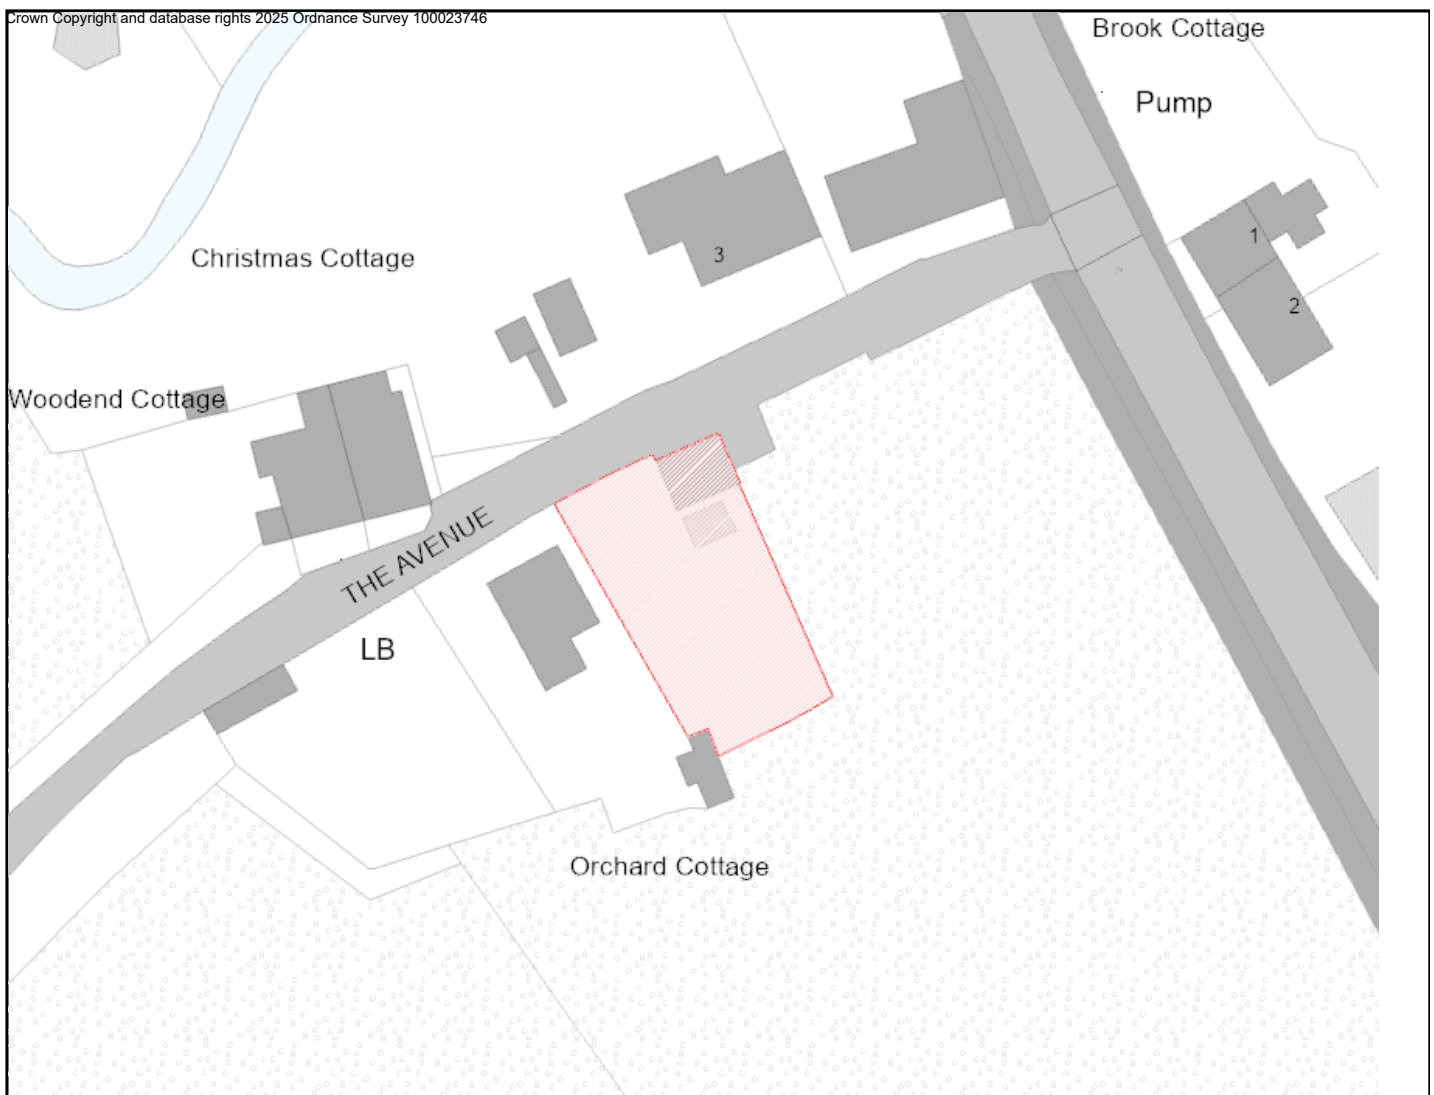 Crown Copyright and database rights 2025 Ordnance Survey 100023746
Brook Cottage
Pump
Christmas Cottage
3
1
2
Woodend Cottage
THE AVENUE
LB
Orchard Cottage